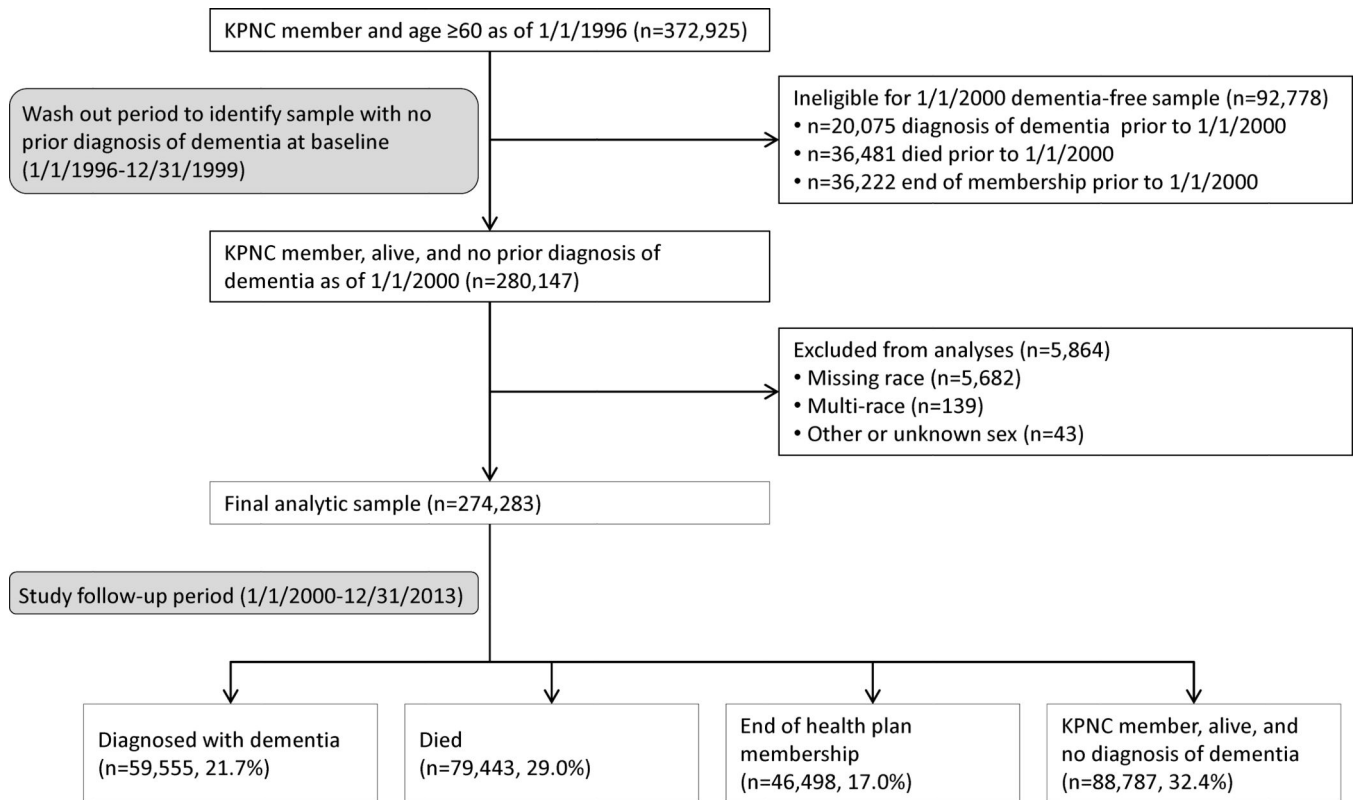 KPNC member and age ≥60 as of 1/1/1996 (n=372,925)
Wash out period to identify sample with no
prior diagnosis of dementia at baseline
(1/1/1996-12/31/1999)
Ineligible for 1/1/2000 dementia-free sample (n=92,778)
• n=20,075 diagnosis of dementia prior to 1/1/2000
• n=36,481 died prior to 1/1/2000
• n=36,222 end of membership prior to 1/1/2000
KPNC member, alive, and no prior diagnosis of
dementia as of 1/1/2000 (n=280,147)
Excluded from analyses (n=5,864)
• Missing race (n=5,682)
• Multi-race (n=139)
• Other or unknown sex (n=43)
Final analytic sample (n=274,283)
Study follow-up period (1/1/2000-12/31/2013)
Diagnosed with dementia
(n=59,555, 21.7%)
Died
(n=79,443, 29.0%)
End of health plan
membership
(n=46,498, 17.0%)
KPNC member, alive, and
no diagnosis of dementia
(n=88,787, 32.4%)